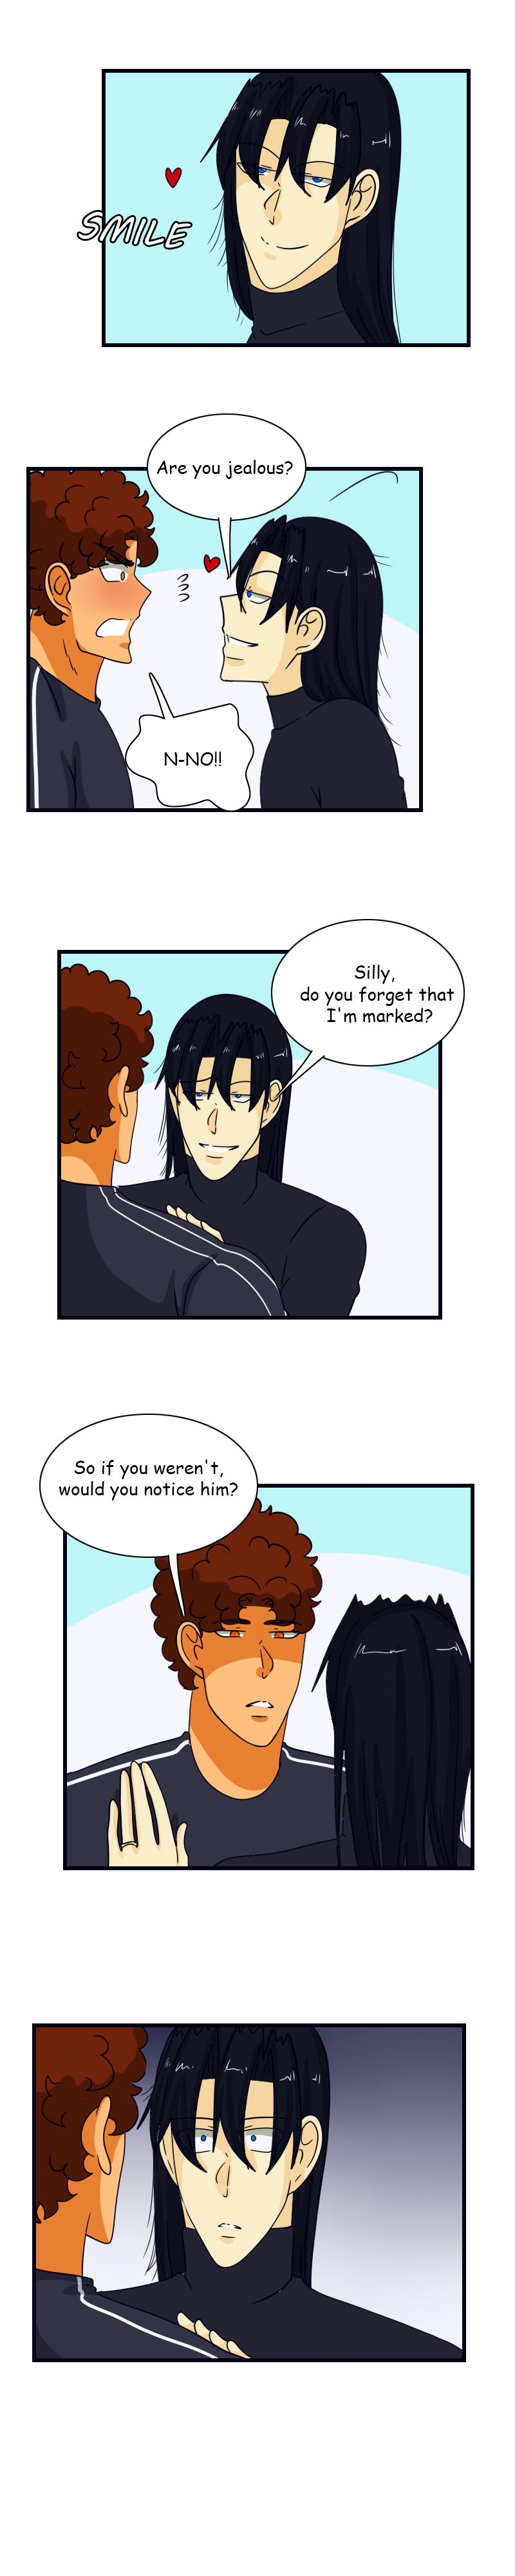 SMILE
Are you jealous?
N-NO!!
Silly,
do you forget that
I'm marked?
So if you weren't,
would you notice him?